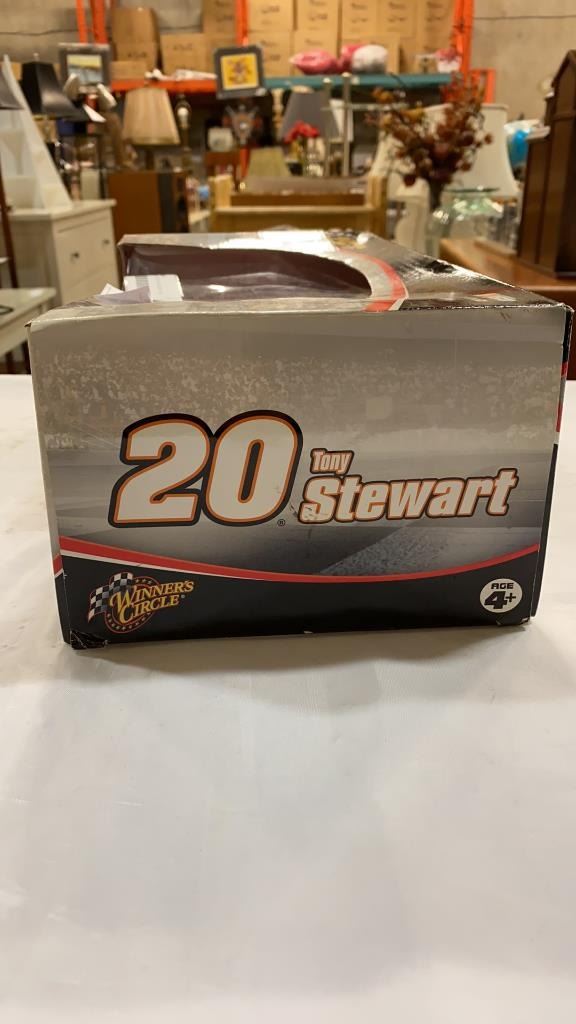 20® Tony
Stewart
WINNER'S
CIRCLE®
AGE
4+